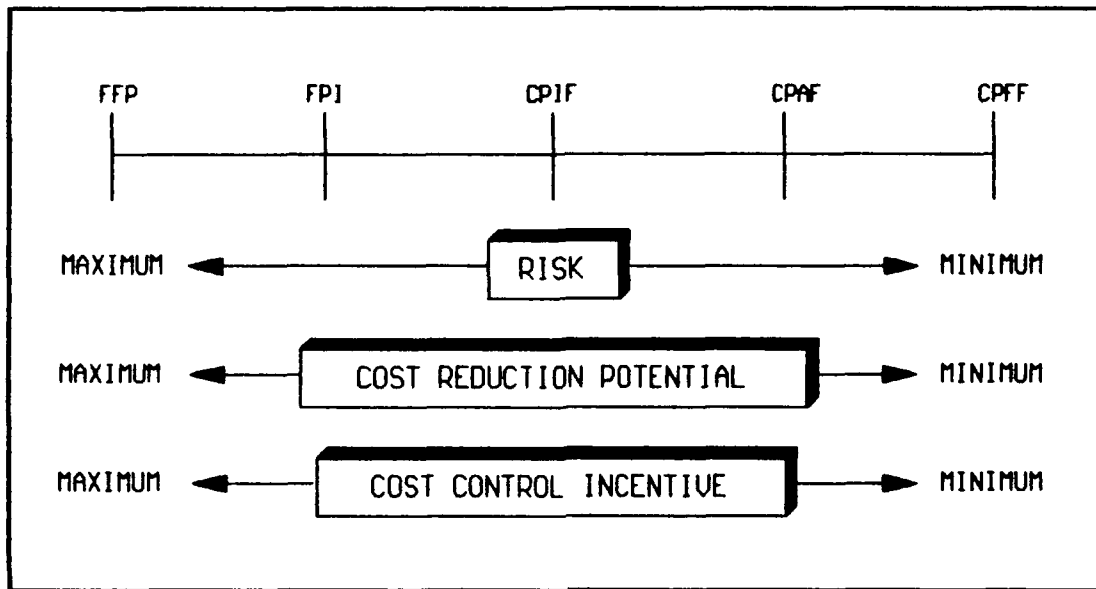 FFP FPI CPIF CPAF CPFF
MAXIMUM RISK MINIMUM
MAXIMUM COST REDUCTION POTENTIAL MINIMUM
MAXIMUM COST CONTROL INCENTIVE MINIMUM